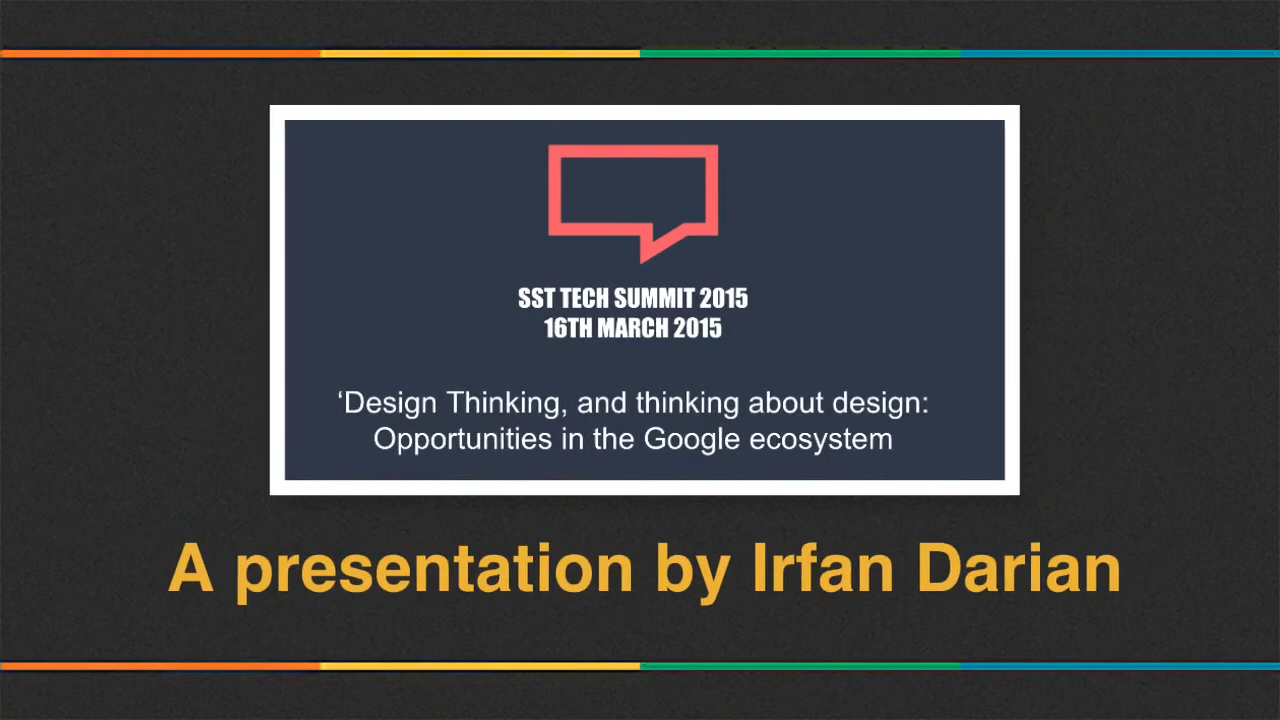 SST TECH SUMMIT 2015
16TH MARCH 2015
‘Design Thinking, and thinking about design:
Opportunities in the Google ecosystem
A presentation by Irfan Darian